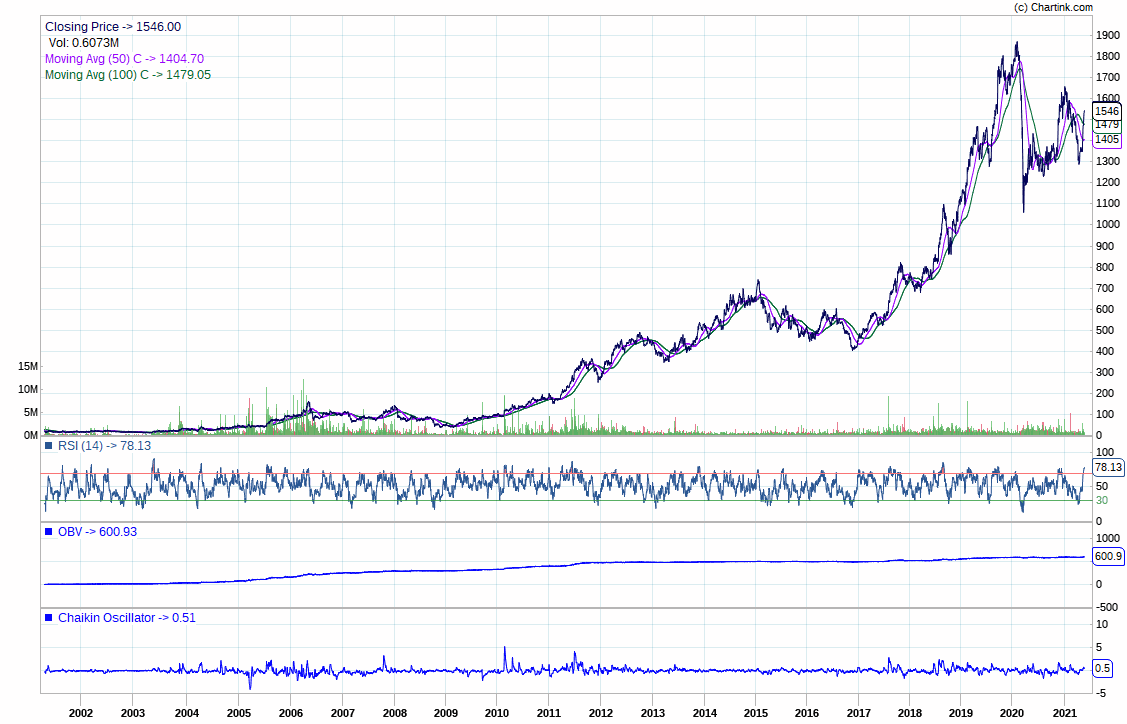 (c) Chartink.com
Closing Price -> 1546.00
Vol: 0.6073M
Moving Avg (50) C -> 1404.70
Moving Avg (100) C -> 1479.05
1900
1800
1700
1600
1546
1479
1405
1300
1200
1100
1000
900
800
700
600
500
400
300
200
100
0
15M
10M
5M
0M
RSI (14) -> 78.13
100
78.13
50
30
0
OBV -> 600.93
1000
600.9
0
-500
Chaikin Oscillator -> 0.51
10
5
0.5
-5
2002 2003 2004 2005 2006 2007 2008 2009 2010 2011 2012 2013 2014 2015 2016 2017 2018 2019 2020 2021